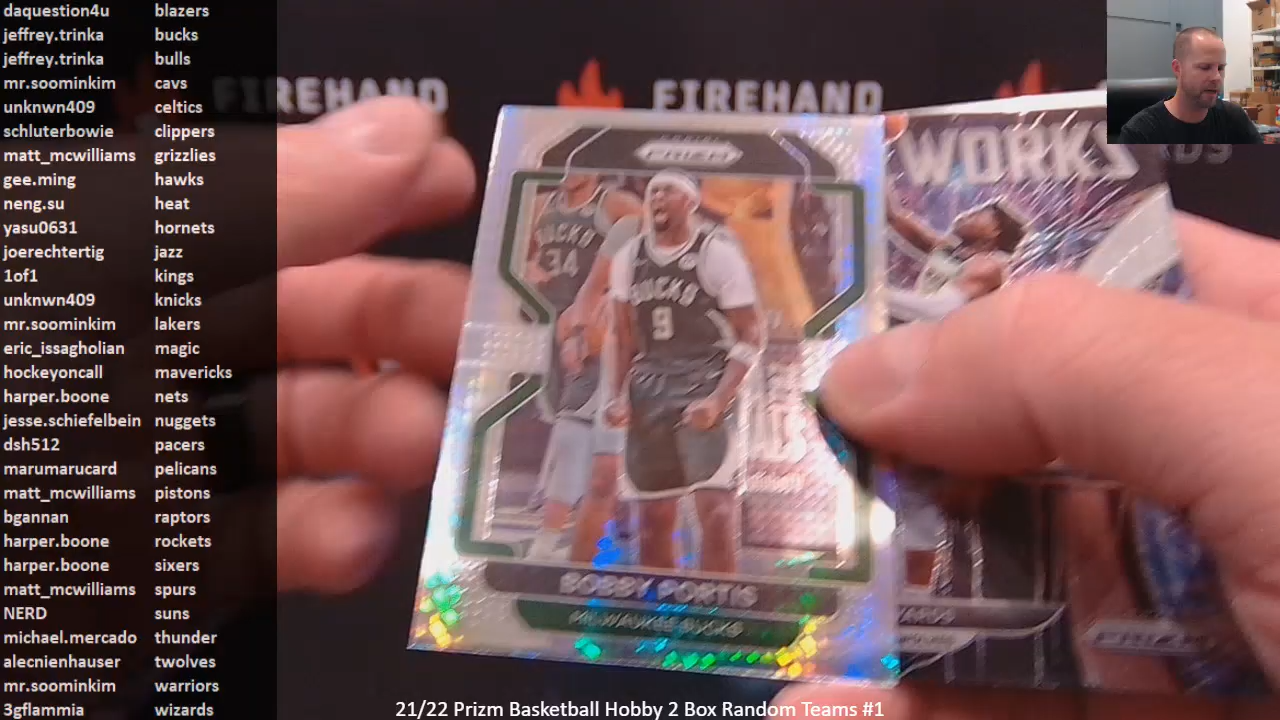 daquestion4u blazers
jeffrey.trinka bucks
jeffrey.trinka bulls
mr.soominkim cavs
unknwn409 celtics
schluterbowie clippers
matt_mcwilliams grizzlies
gee.ming hawks
neng.su heat
yasu0631 hornets
joerechtertig jazz
1of1 kings
unknwn409 knicks
mr.soominkim lakers
eric_issagholian magic
hockeyoncall mavericks
harper.boone nets
jesse.schiefelbein nuggets
dsh512 pacers
marumarucard pelicans
matt_mcwilliams pistons
bgannan raptors
harper.boone rockets
harper.boone sixers
matt_mcwilliams spurs
NERD suns
michael.mercado thunder
alecnienhauser twolves
mr.soominkim warriors
3gflammia wizards
FIREHAND FIREHAND
PRIZM
WORKS
BUCKS
34
BUCKS
9
BOBBY PORTIS
MILWAUKEE BUCKS
21/22 Prizm Basketball Hobby 2 Box Random Teams #1